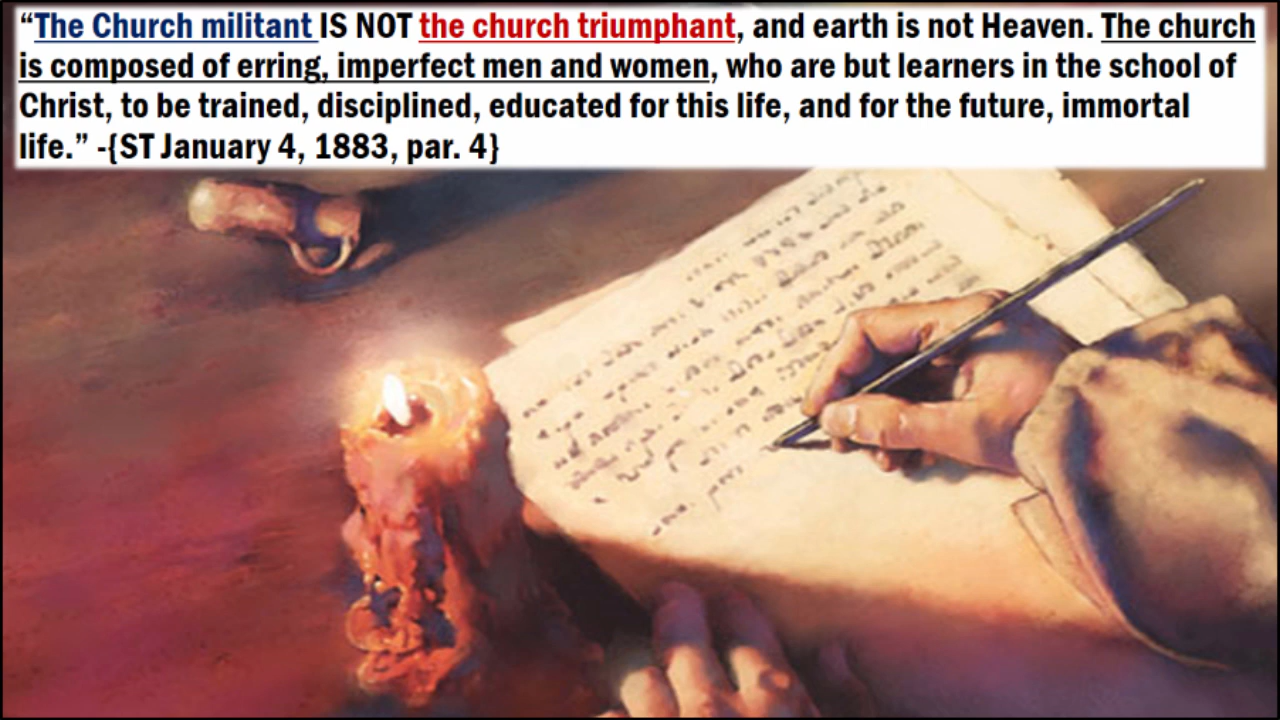 “The Church militant IS NOT the church triumphant, and earth is not Heaven. The church
is composed of erring, imperfect men and women, who are but learners in the school of
Christ, to be trained, disciplined, educated for this life, and for the future, immortal
life.” -{ST January 4, 1883, par. 4}